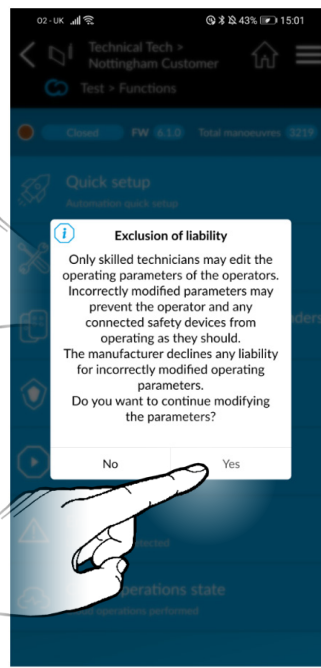 O2 - UK 43% 15:01
Technical Tech >
Nottingham Customer
Test > Functions
Closed FW 6.1.0 Total manoeuvres 3219
Quick setup
Automation quick setup
Exclusion of liability
Only skilled technicians may edit the
operating parameters of the operators.
Incorrectly modified parameters may
prevent the operator and any
connected safety devices from
operating as they should.
The manufacturer declines any liability
for incorrectly modified operating
parameters.
Do you want to continue modifying
the parameters?
No Yes
operations state
operations performed